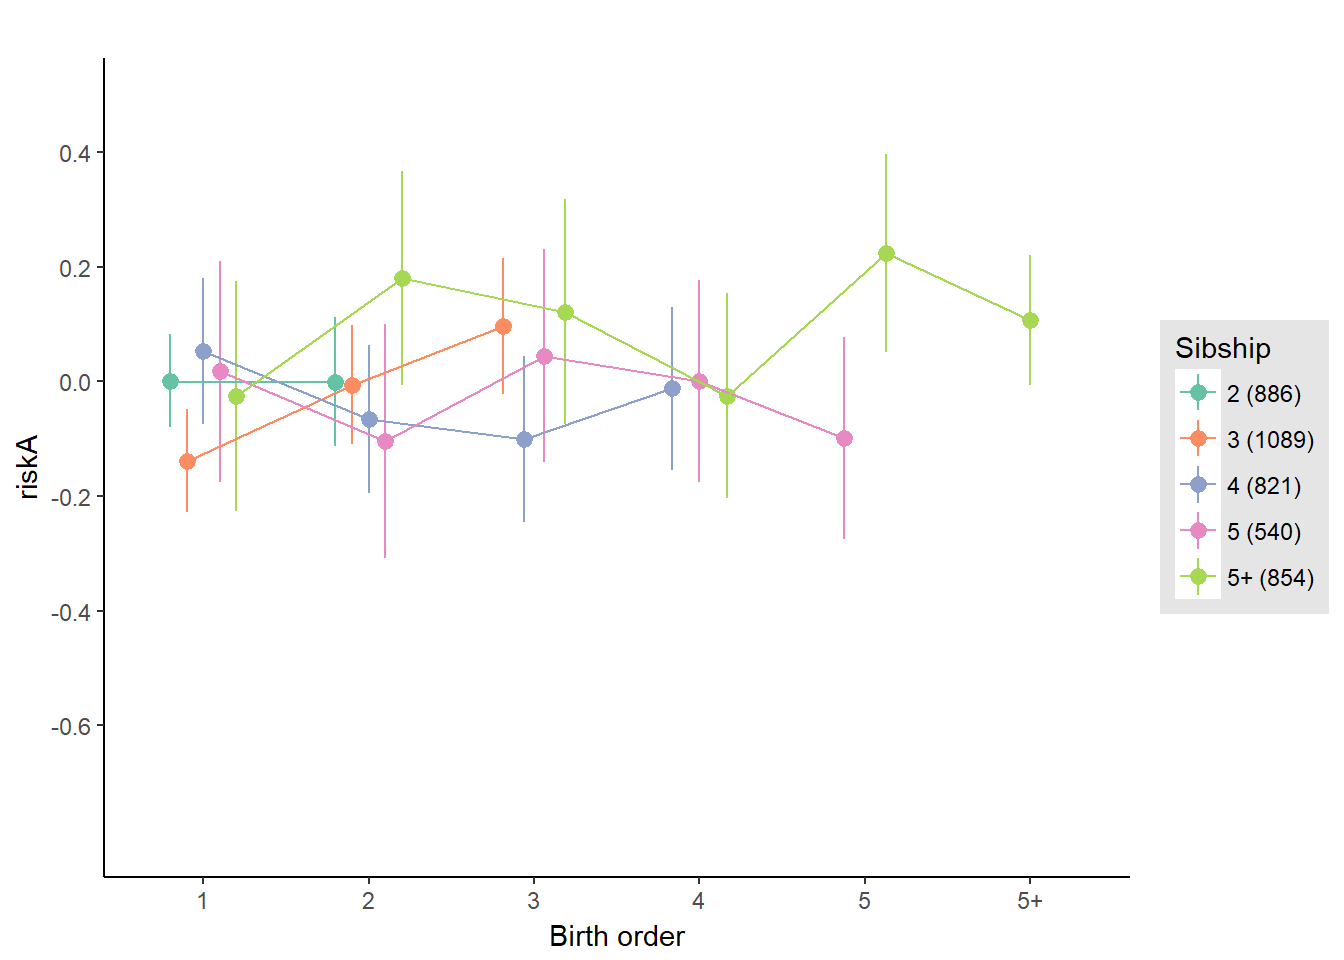 0.4
0.2
0.0
-0.2
-0.4
-0.6
riskA
1 2 3 4 5 5+
Birth order
Sibship
2 (886)
3 (1089)
4 (821)
5 (540)
5+ (854)